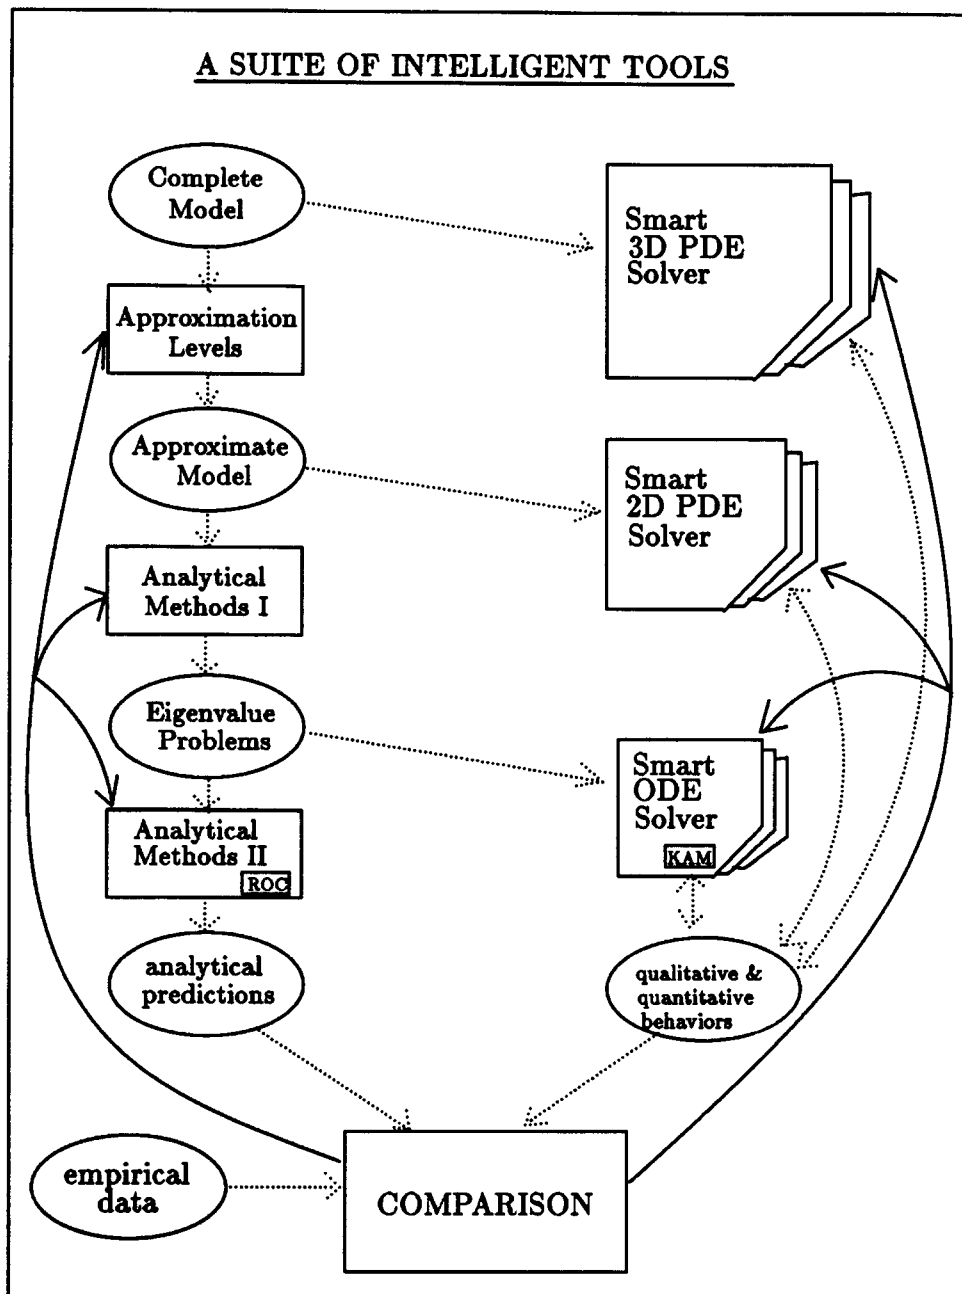 A SUITE OF INTELLIGENT TOOLS
Complete
Model
Smart
3D PDE
Solver
Approximation
Levels
Approximate
Model
Smart
2D PDE
Solver
Analytical
Methods I
Eigenvalue
Problems
Smart
ODE
Solver
KAM
Analytical
Methods II
ROC
analytical
predictions
qualitative &
quantitative
behaviors
empirical
data
COMPARISON